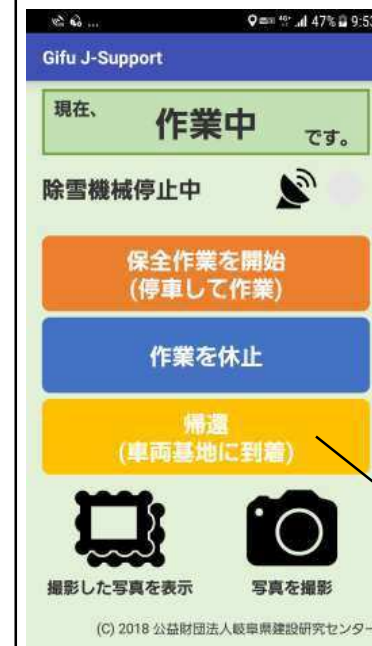 47% 9:53
Gifu J-Support
現在、
作業中
です。
除雪機械停止中
保全作業を開始
(停車して作業)
作業を休止
帰還
(車両基地に到着)
撮影した写真を表示
写真を撮影
(C) 2018 公益財団法人岐阜県建設研究センター